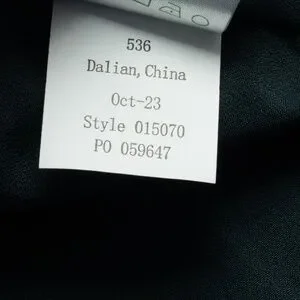 536
Dalian,China
Oct-23
Style 015070
PO 059647